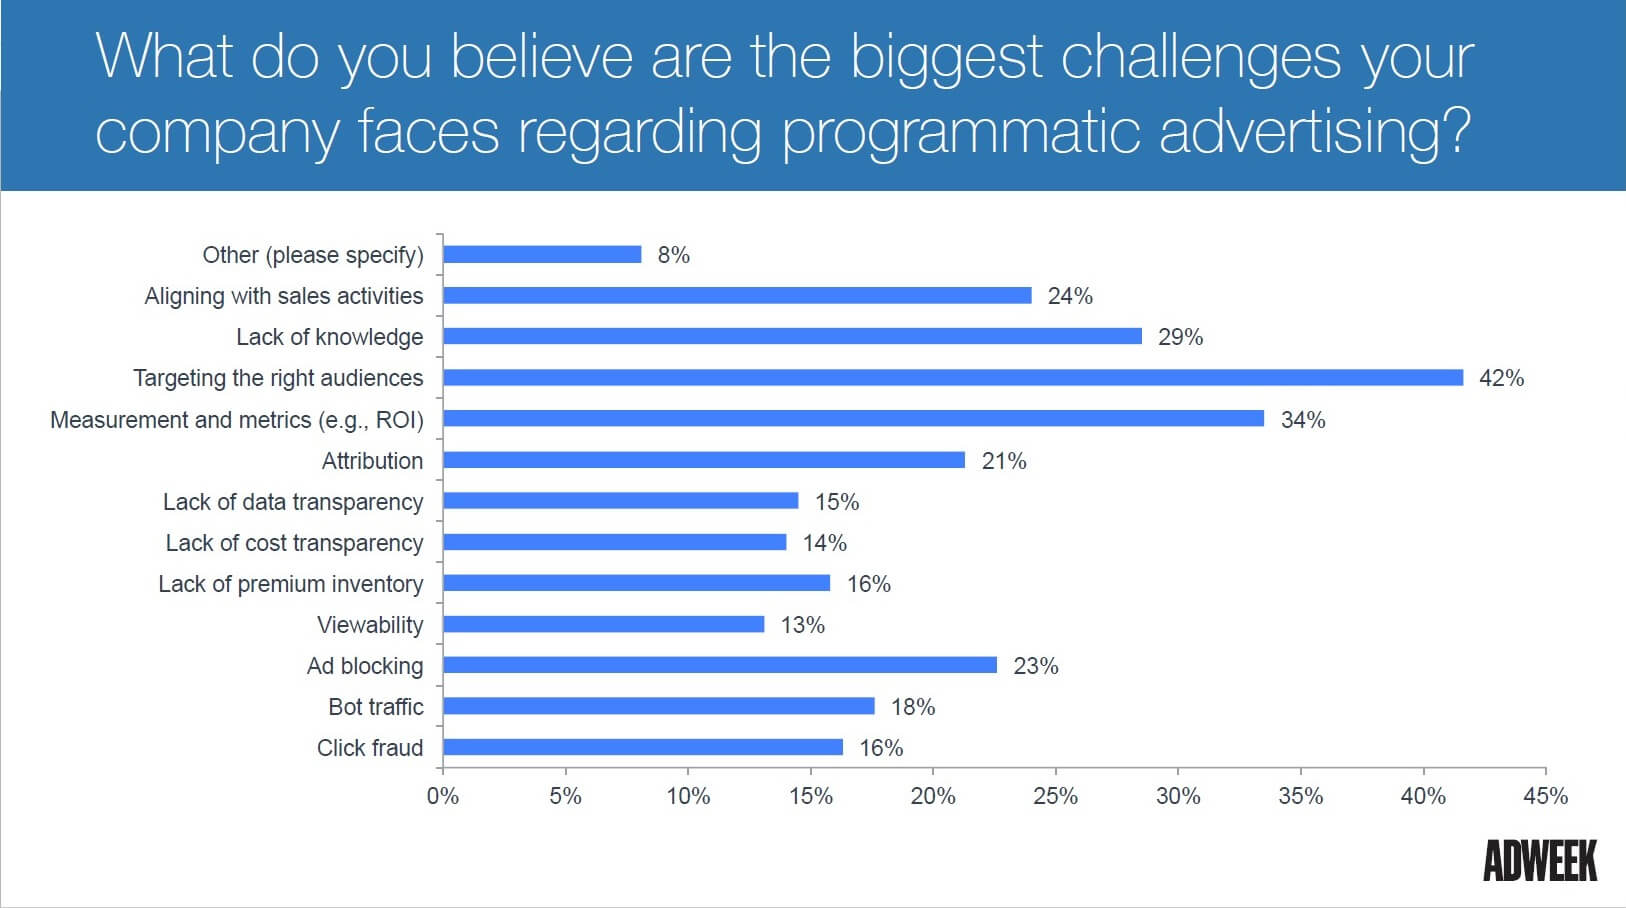 What do you believe are the biggest challenges your
company faces regarding programmatic advertising?
Other (please specify) 8%
Aligning with sales activities 24%
Lack of knowledge 29%
Targeting the right audiences 42%
Measurement and metrics (e.g., ROI) 34%
Attribution 21%
Lack of data transparency 15%
Lack of cost transparency 14%
Lack of premium inventory 16%
Viewability 13%
Ad blocking 23%
Bot traffic 18%
Click fraud 16%
0% 5% 10% 15% 20% 25% 30% 35% 40% 45%
ADWEEK